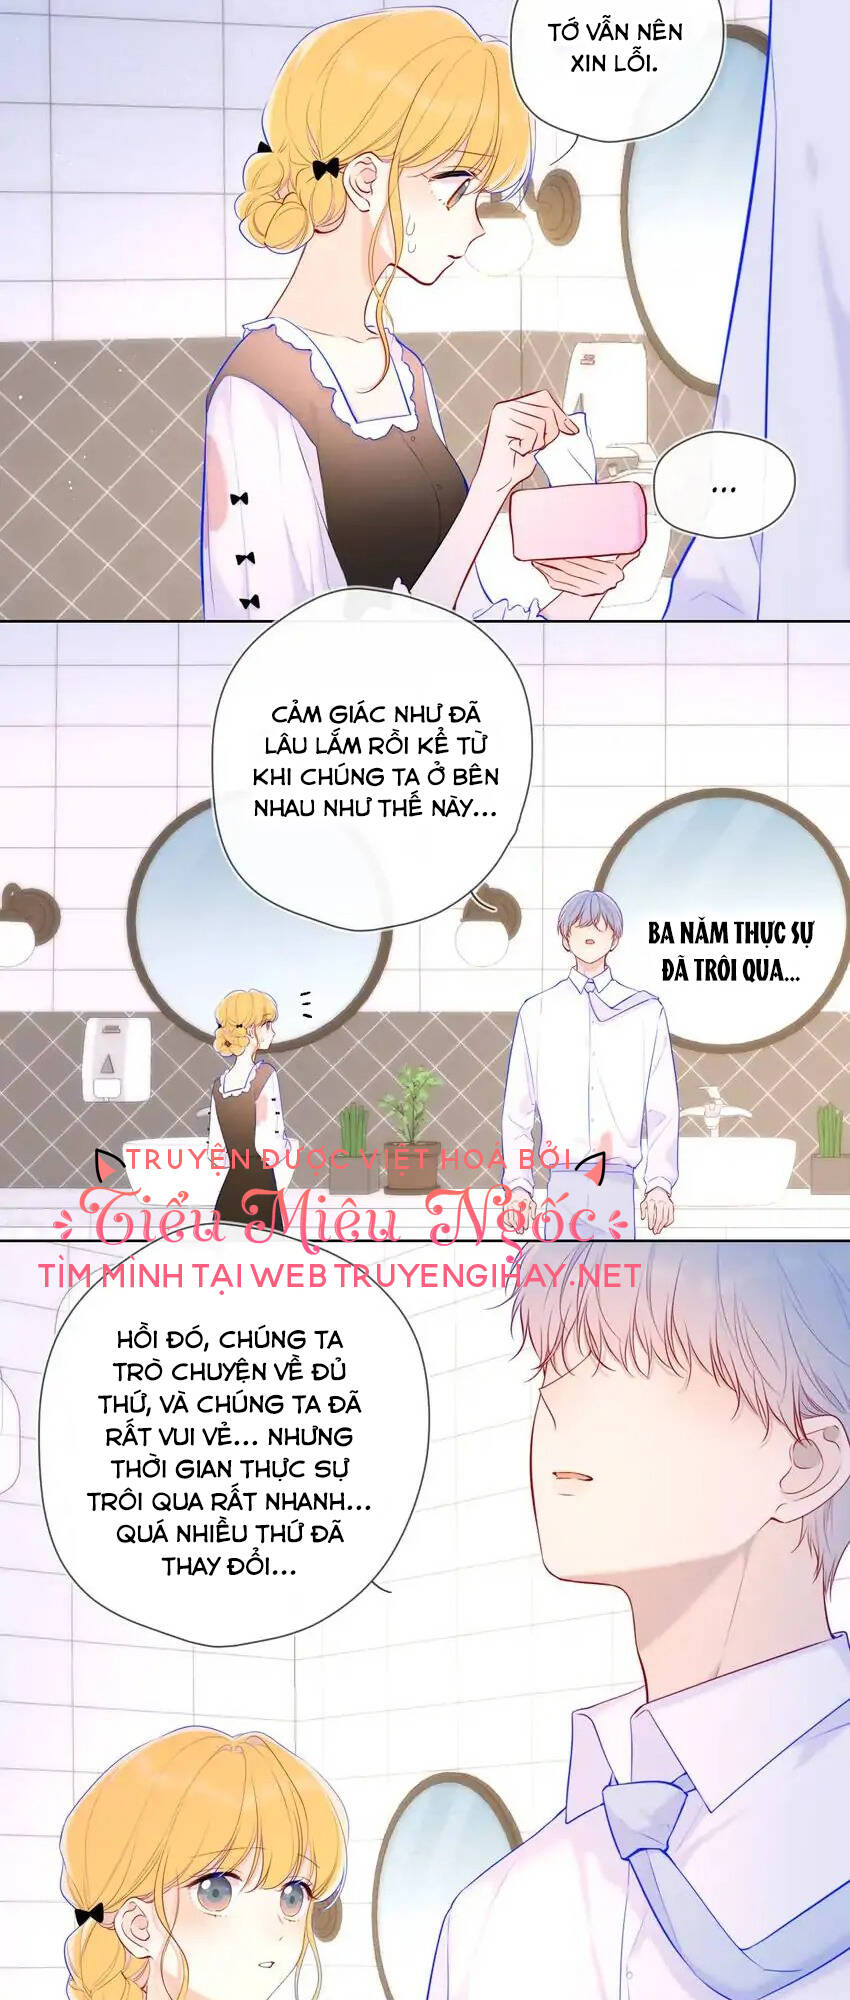 TỚ VẪN NÊN
XIN LỖI.
...
CẢM GIÁC NHƯ ĐÃ
LÂU LẮM RỒI KỂ TỪ
KHI CHÚNG TA Ở BÊN
NHAU NHƯ THẾ NÀY...
BA NĂM THỰC SỰ
ĐÃ TRÔI QUA...
TRUYỆN ĐƯỢC VIỆT HOÁ BỞI
Tiểu Miêu Ngốc
TÌM MÌNH TẠI WEB TRUYENGIHAY.NET
HỒI ĐÓ, CHÚNG TA
TRÒ CHUYỆN VỀ ĐỦ
THỨ, VÀ CHÚNG TA ĐÃ
RẤT VUI VẺ... NHƯNG
THỜI GIAN THỰC SỰ
TRÔI QUA RẤT NHANH...
QUÁ NHIỀU THỨ ĐÃ
THAY ĐỔI...